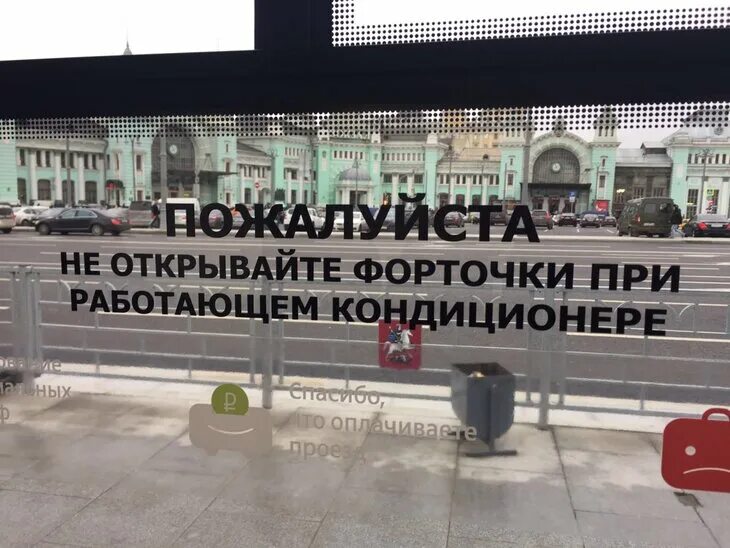 ПОЖАЛУЙСТА
НЕ ОТКРЫВАЙТЕ ФОРТОЧКИ ПРИ
РАБОТАЮЩЕМ КОНДИЦИОНЕРЕ
Спасибо,
что оплачиваете
проезд